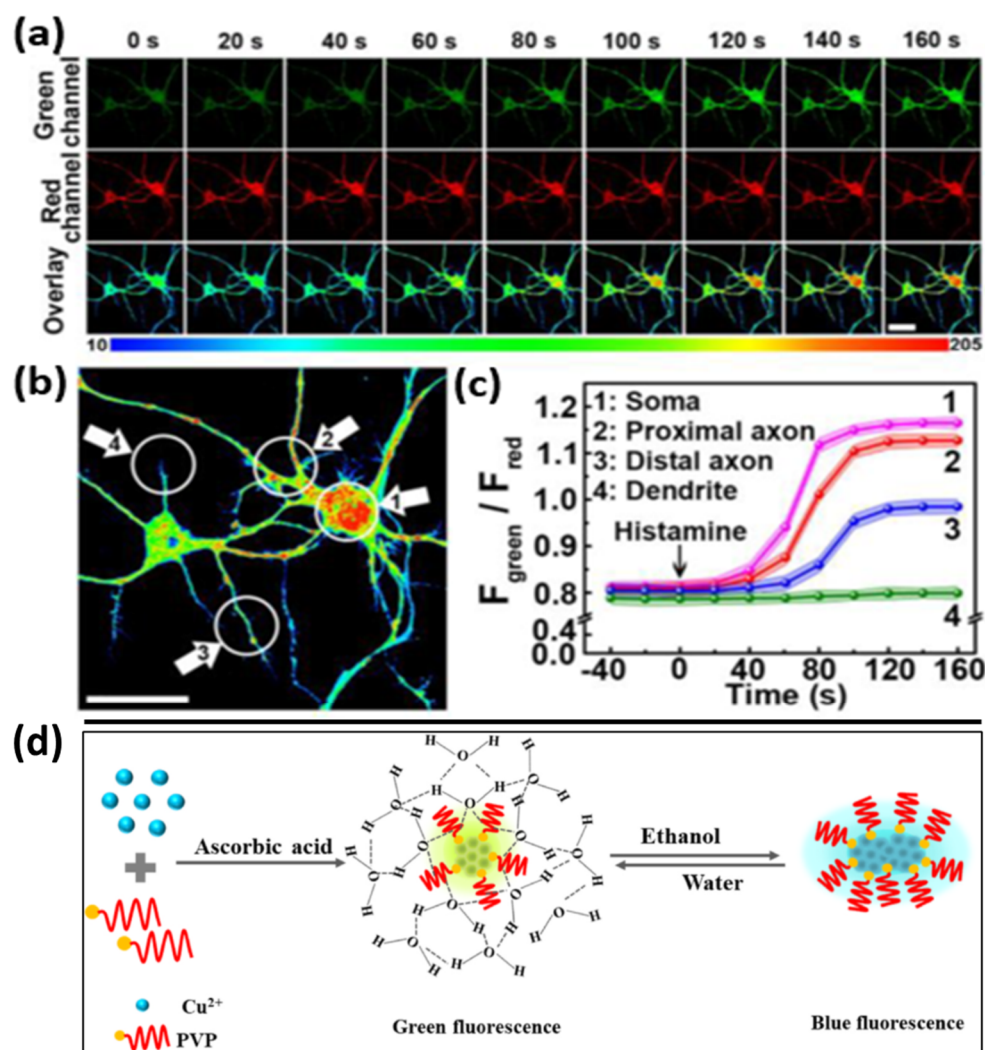 (a)
0 s 20 s 40 s 60 s 80 s 100 s 120 s 140 s 160 s
Green channel
Red channel
Overlay
10 205
(b)
4
2
1
3
(c)
F green / F red
1.2
1.1
1.0
0.9
0.8
0.4
0.0
1: Soma
2: Proximal axon
3: Distal axon
4: Dendrite
Histamine
1
2
3
4
-40 0 40 80 120 160
Time (s)
(d)
Ascorbic acid
Ethanol
Water
H H
O
H H
O
H
O
H
H
O
H
H
O
H
H
O
H
H
O
H
H
O
H
H
O
H
H
O
H
H
O
H
H
O
H
H
O
H
Cu2+
PVP
Green fluorescence
Blue fluorescence